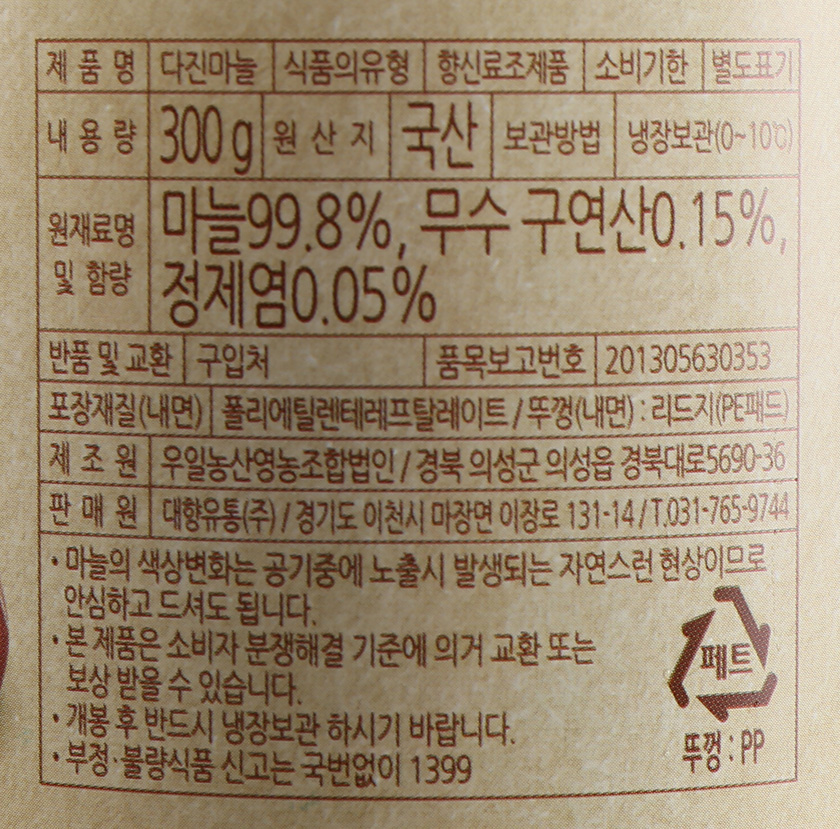 제 품 명 다진마늘 식품의유형 향신료조제품 소비기한 별도표기
내 용 량 300g 원 산 지 국산 보관방법 냉장보관(0~10℃)
원재료명 마늘99.8%, 무수 구연산0.15%,
및 함량 정제염0.05%
반품 및 교환 구입처 품목보고번호 201305630353
포장재질(내면) 폴리에틸렌테레프탈레이트/뚜껑(내면) : 리드지(PE패드)
제 조 원 우일농산영농조합법인/경북 의성군 의성읍 경북대로5690-36
판 매 원 대향유통(주)/경기도 이천시 마장면 이장로 131-14/T.031-765-9744
·마늘의 색상변화는 공기중에 노출시 발생되는 자연스런 현상이므로
안심하고 드셔도 됩니다.
·본 제품은 소비자 분쟁해결 기준에 의거 교환 또는
보상 받을 수 있습니다.
·개봉 후 반드시 냉장보관 하시기 바랍니다.
·부정·불량식품 신고는 국번없이 1399
페트
뚜껑 : PP